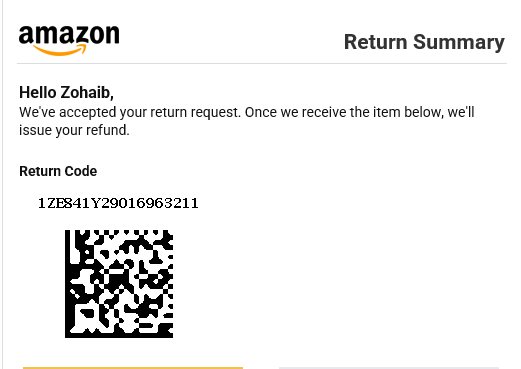 amazon
Return Summary
Hello Zohaib,
We've accepted your return request. Once we receive the item below, we'll
issue your refund.
Return Code
1ZE841Y29016963211